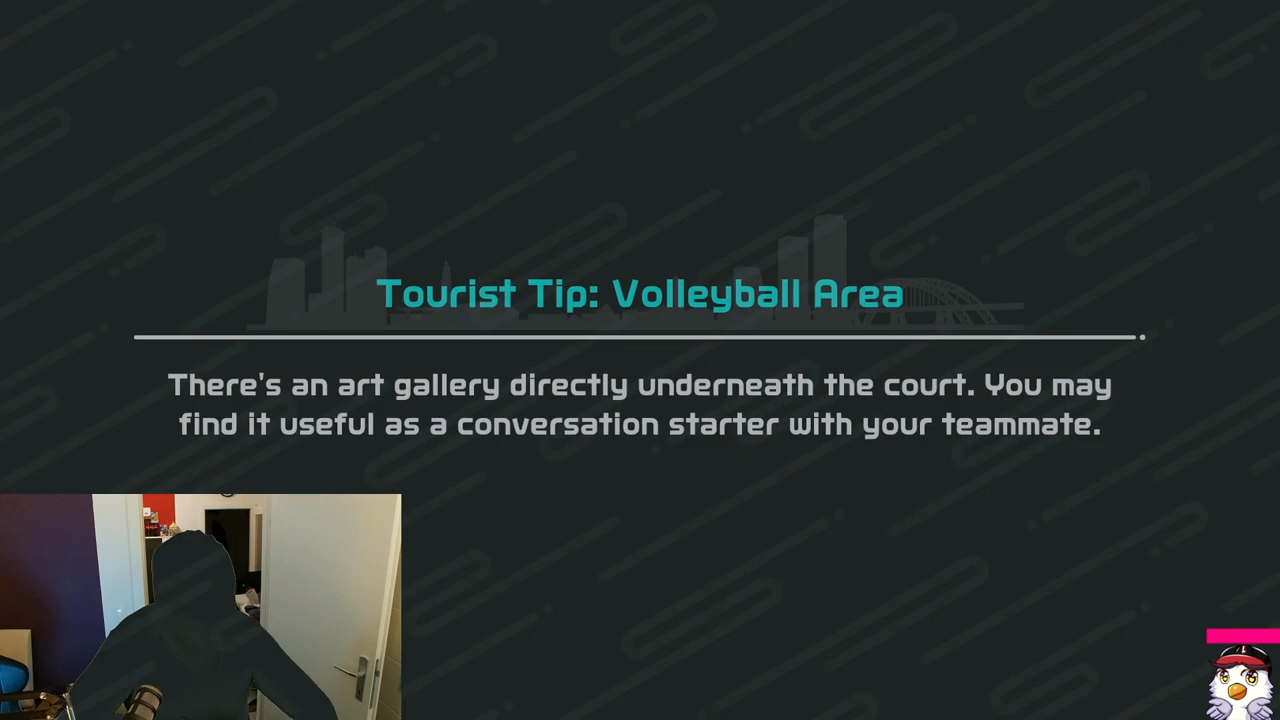 Tourist Tip: Volleyball Area
There's an art gallery directly underneath the court. You may
find it useful as a conversation starter with your teammate.